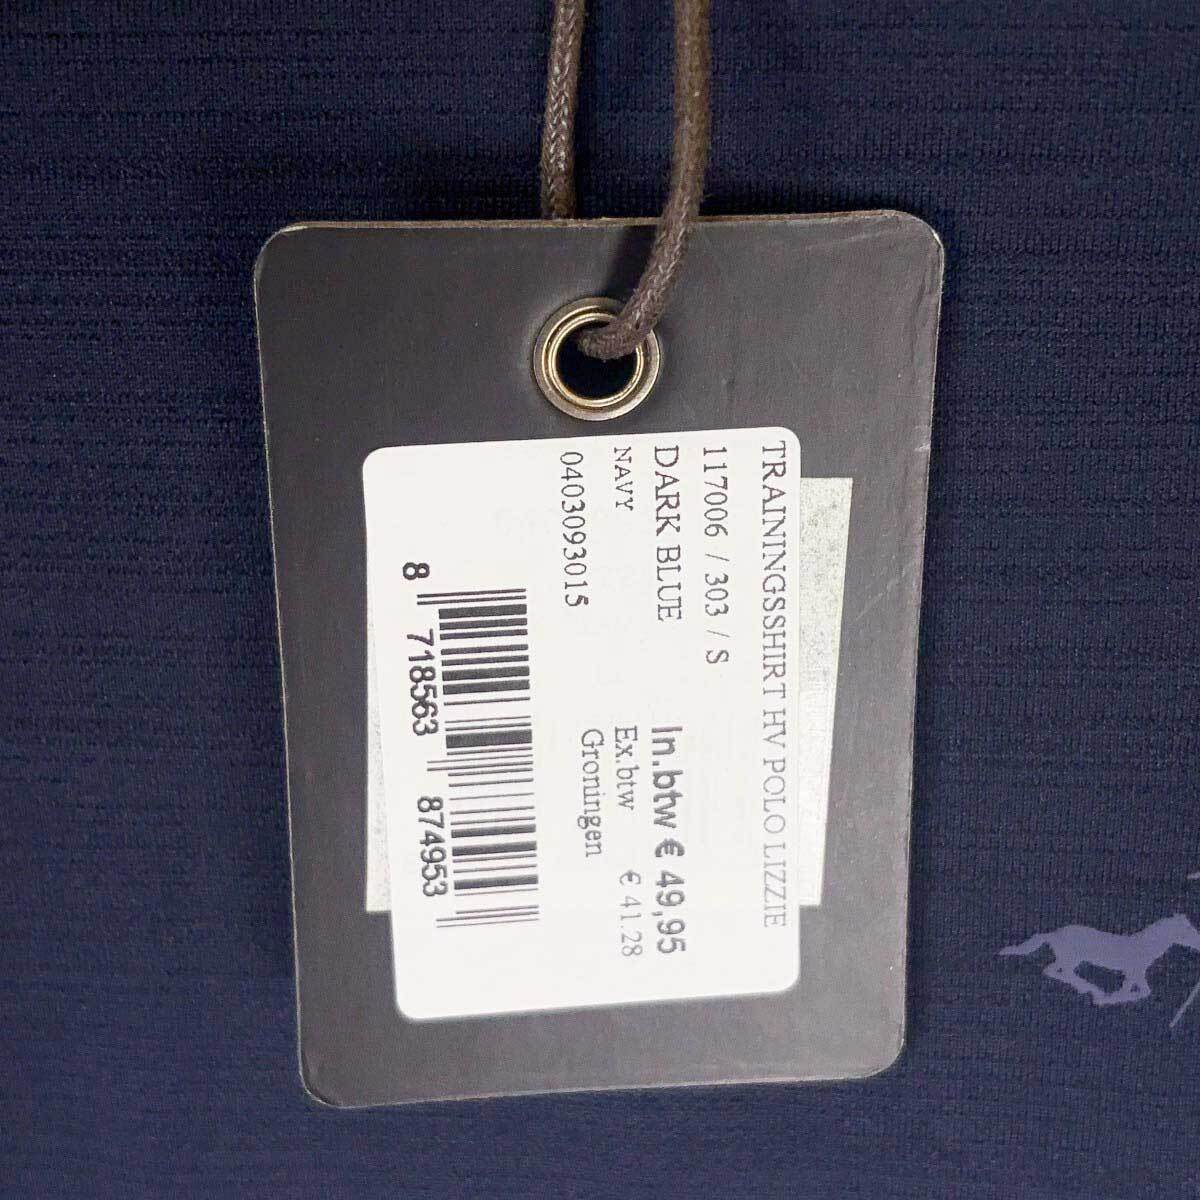 TRAININGSSHIRT HV POLO LIZZIE
117006 / 303 / S
DARK BLUE
In.btw € 49,95
NAVY
Ex.btw € 41.28
0403093015
Groningen
8 718563 874953